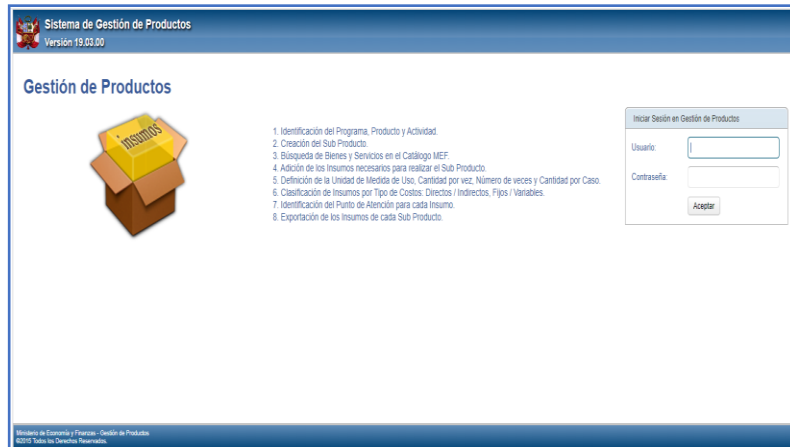 Sistema de Gestión de Productos
Versión 19.03.00
Gestión de Productos
insumos
1. Identificación del Programa, Producto y Actividad.
2. Creación del Sub Producto.
3. Búsqueda de Bienes y Servicios en el Catálogo MEF.
4. Adición de los Insumos necesarios para realizar el Sub Producto.
5. Definición de la Unidad de Medida de Uso, Cantidad por vez, Número de veces y Cantidad por Caso.
6. Clasificación de Insumos por Tipo de Costos: Directos / Indirectos, Fijos / Variables.
7. Identificación del Punto de Atención para cada Insumo.
8. Exportación de los Insumos de cada Sub Producto.
Iniciar Sesión en Gestión de Productos
Usuario:
Contraseña:
Aceptar
Ministerio de Economía y Finanzas - Gestión de Productos
©2015 Todos los Derechos Reservados.